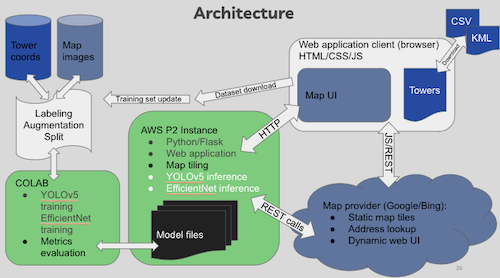 Architecture
CSV
KML
Tower
coords
Map
images
Download
Web application client (browser)
HTML/CSS/JS
Map UI
Towers
Dataset download
Training set update
Labeling
Augmentation
Split
HTTP
JS/REST
AWS P2 Instance
Python/Flask
Web application
Map tiling
YOLOv5 inference
EfficientNet inference
Model files
COLAB
YOLOv5
training
EfficientNet
training
Metrics
evaluation
REST calls
Map provider (Google/Bing):
Static map tiles
Address lookup
Dynamic web UI
26